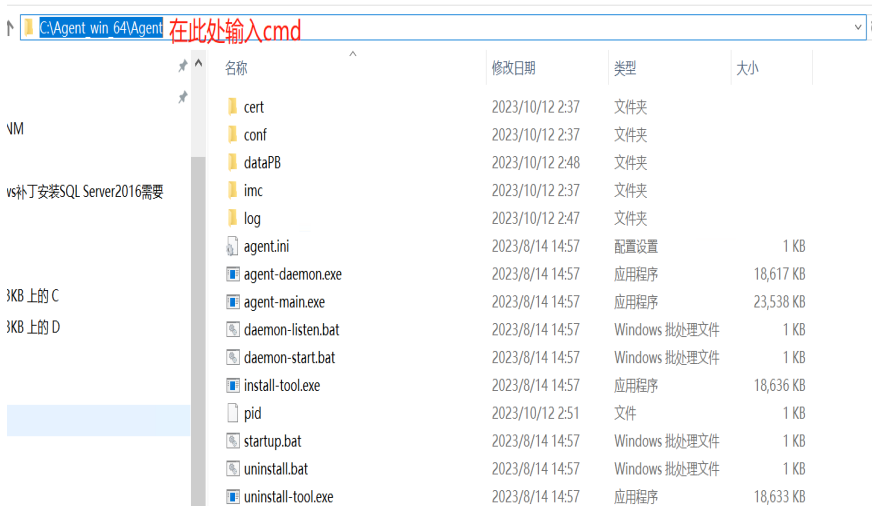 C:\Agent_win_64\Agent 在此处输入cmd
名称 修改日期 类型 大小
cert 2023/10/12 2:37 文件夹
conf 2023/10/12 2:37 文件夹
NM
dataPB 2023/10/12 2:48 文件夹
imc 2023/10/12 2:37 文件夹
vs补丁安装SQL Server2016需要
log 2023/10/12 2:47 文件夹
agent.ini 2023/8/14 14:57 配置设置 1 KB
agent-daemon.exe 2023/8/14 14:57 应用程序 18,617 KB
3KB 上的 C
agent-main.exe 2023/8/14 14:57 应用程序 23,538 KB
3KB 上的 D
daemon-listen.bat 2023/8/14 14:57 Windows 批处理文件 1 KB
daemon-start.bat 2023/8/14 14:57 Windows 批处理文件 1 KB
install-tool.exe 2023/8/14 14:57 应用程序 18,636 KB
pid 2023/10/12 2:51 文件 1 KB
startup.bat 2023/8/14 14:57 Windows 批处理文件 1 KB
uninstall.bat 2023/8/14 14:57 Windows 批处理文件 1 KB
uninstall-tool.exe 2023/8/14 14:57 应用程序 18,633 KB